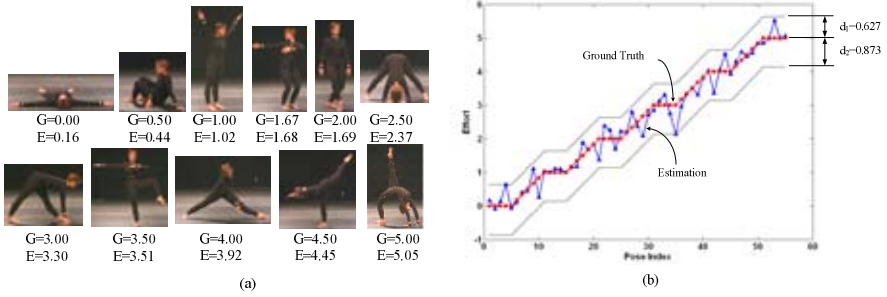 G=0.00 G=0.50 G=1.00 G=1.67 G=2.00 G=2.50
E=0.16 E=0.44 E=1.02 E=1.68 E=1.69 E=2.37
G=3.00 G=3.50 G=4.00 G=4.50 G=5.00
E=3.30 E=3.51 E=3.92 E=4.45 E=5.05
(a)
6
5
4
3
2
1
0
-1
Effort
0 10 20 30 40 50 60
Pose Index
Ground Truth
Estimation
d₁=0.627
d₂=0.873
(b)